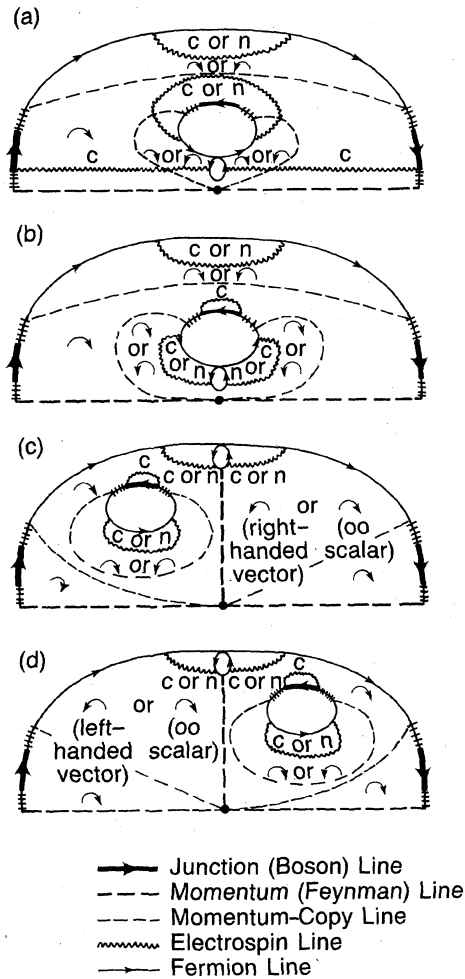 (a)
c or n
or
c or n
c or or c
(b)
c or n
or
c
or c c or
or n n or
(c)
c
c or n c or n
or
(right- (oo
c or n handed scalar)
or vector)
(d)
c or n c or n c
or
(left- (oo
handed scalar)
vector) c or n
or
Junction (Boson) Line
Momentum (Feynman) Line
Momentum-Copy Line
Electrospin Line
Fermion Line